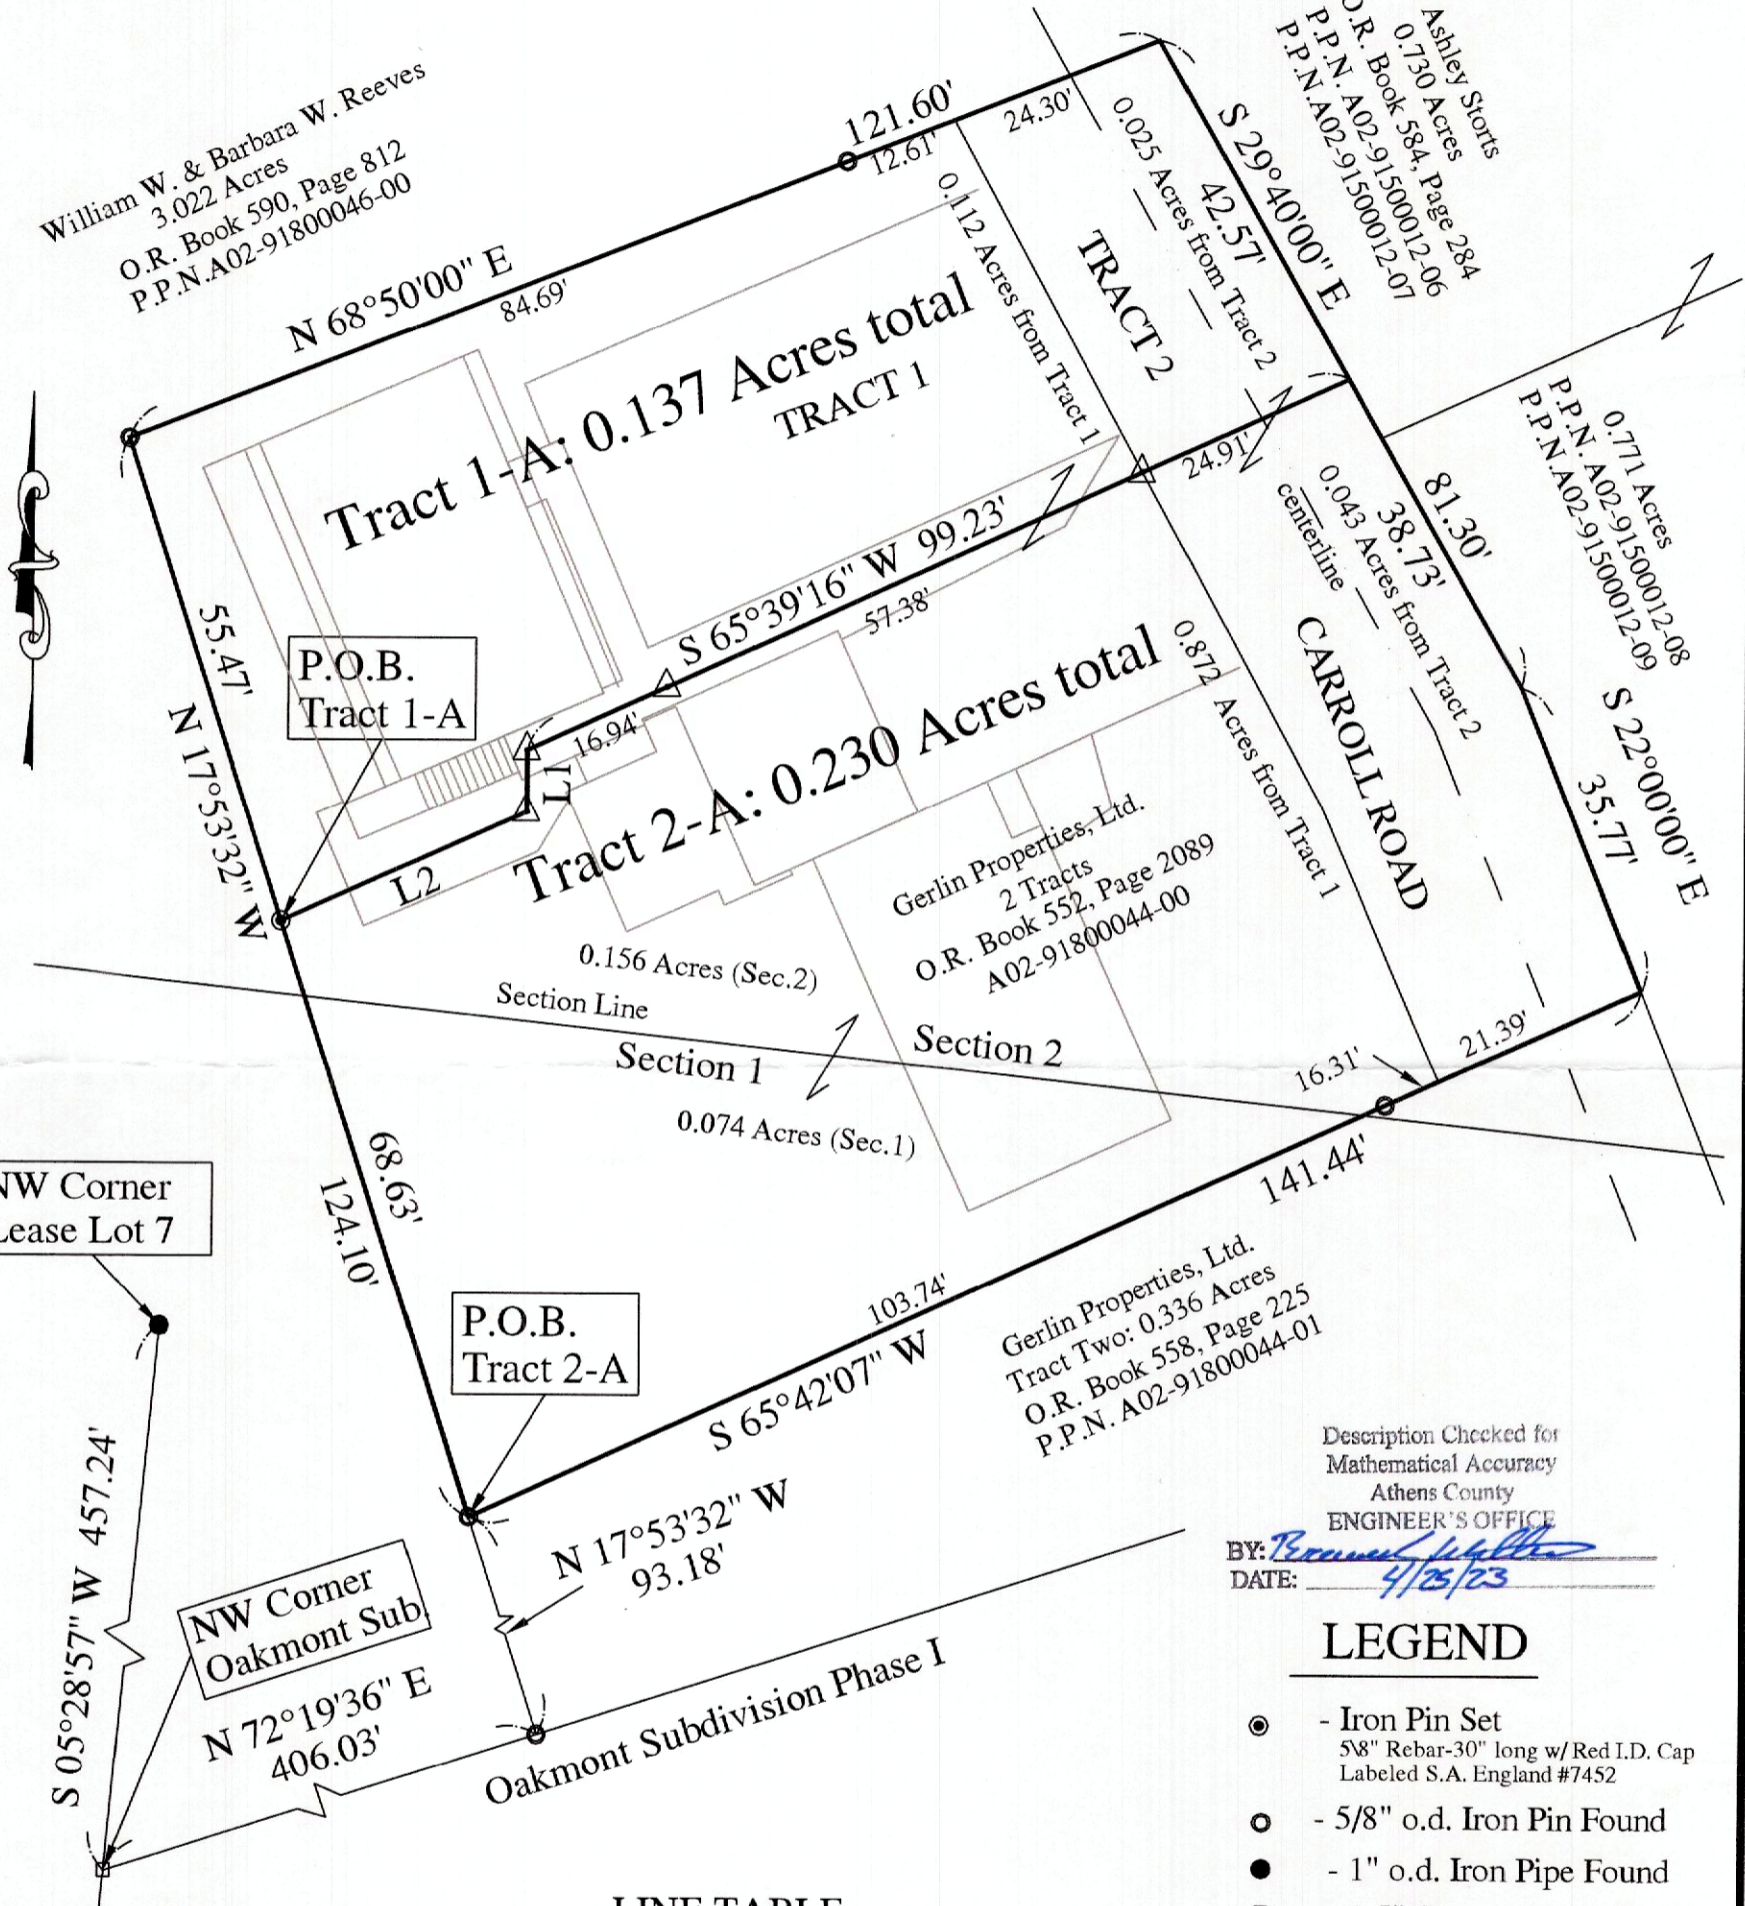 William W. & Barbara W. Reeves
3.022 Acres
O.R. Book 590, Page 812
P.P.N.A02-91800046-00
Ashley Storts
0.730 Acres
O.R. Book 584, Page 284
P.P.N. A02-91500012-06
P.P.N.A02-91500012-07
121.60'
12.61'
24.30'
N 68°50'00" E
84.69'
S 29°40'00" E
42.57'
0.025 Acres from Tract 2
TRACT 2
0.112 Acres from Tract 1
Tract 1-A: 0.137 Acres total
TRACT 1
0.771 Acres
P.P.N. A02-91500012-08
P.P.N.A02-91500012-09
24.91'
81.30'
38.73'
0.043 Acres from Tract 2
centerline
S 65°39'16" W 99.23'
57.38'
16.94'
L1
L2
55.47'
N 17°53'32" W
P.O.B.
Tract 1-A
Tract 2-A: 0.230 Acres total
0.872 Acres from Tract 1
CARROLL ROAD
S 22°00'00" E
35.77'
Gerlin Properties, Ltd.
2 Tracts
O.R. Book 552, Page 2089
A02-91800044-00
0.156 Acres (Sec.2)
Section Line
Section 1
Section 2
0.074 Acres (Sec.1)
16.31'
21.39'
141.44'
103.74'
S 65°42'07" W
68.63'
124.10'
NW Corner
Lease Lot 7
P.O.B.
Tract 2-A
Gerlin Properties, Ltd.
Tract Two: 0.336 Acres
O.R. Book 558, Page 225
P.P.N. A02-91800044-01
S 05°28'57" W 457.24'
N 17°53'32" W
93.18'
NW Corner
Oakmont Sub.
N 72°19'36" E
406.03'
Oakmont Subdivision Phase I
Description Checked for
Mathematical Accuracy
Athens County
ENGINEER'S OFFICE
BY:
DATE: 4/25/23
LEGEND
- Iron Pin Set
5\8" Rebar-30" long w/ Red I.D. Cap
Labeled S.A. England #7452
- 5/8" o.d. Iron Pin Found
- 1" o.d. Iron Pipe Found
LINE TABLE